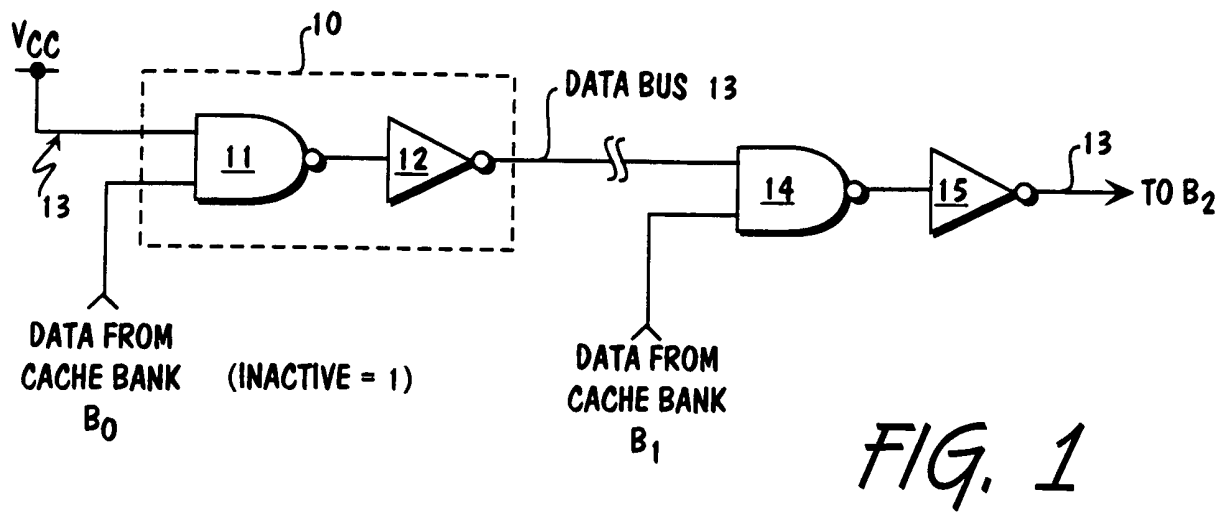 10
VCC
DATA BUS 13
11
12
13
14
15
13
TO B2
DATA FROM
CACHE BANK (INACTIVE = 1)
B0
DATA FROM
CACHE BANK
B1
FIG. 1